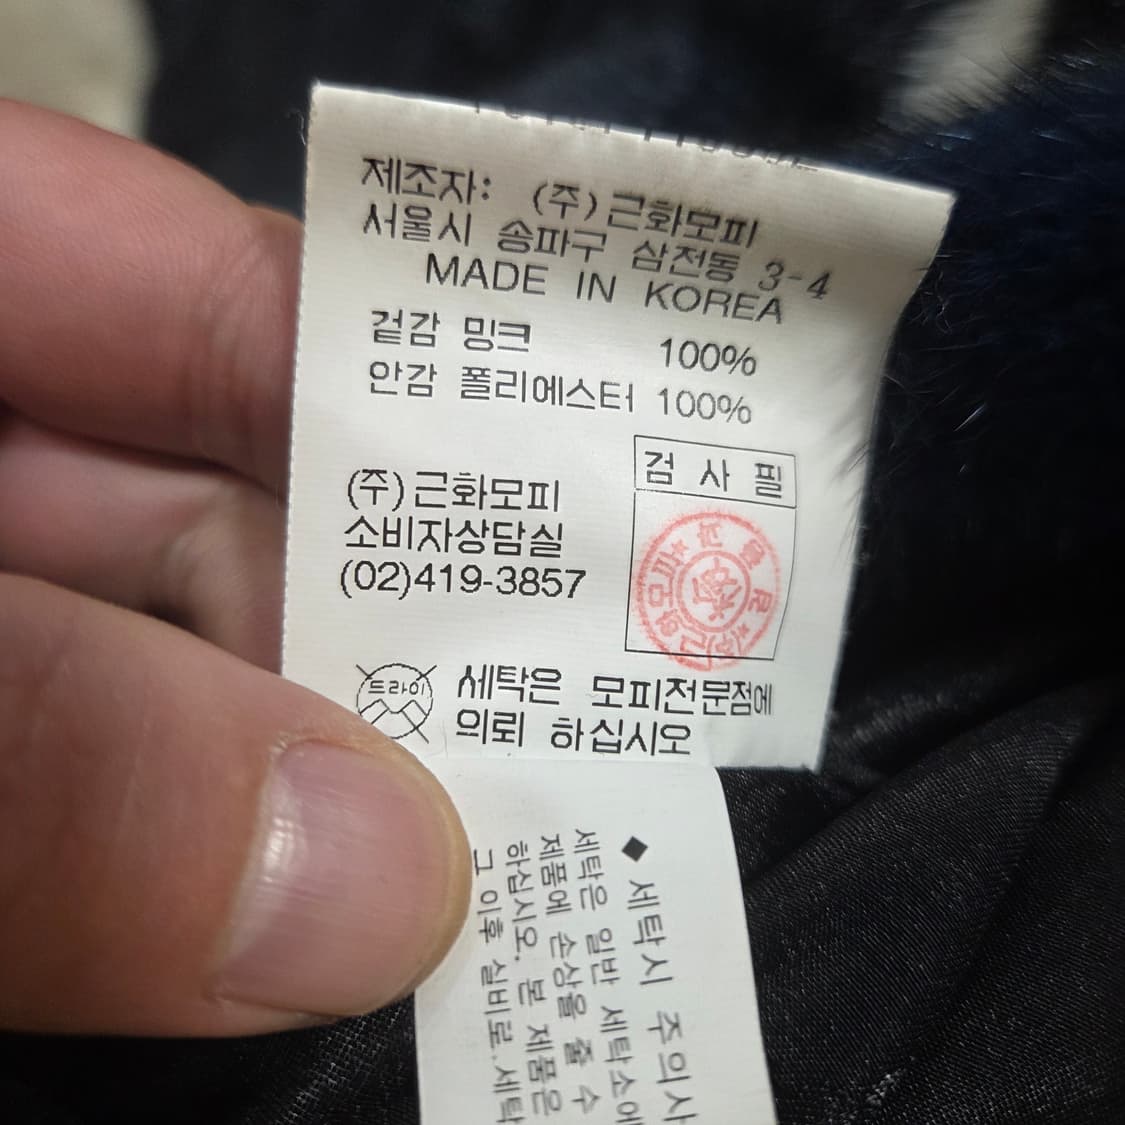 제조자: (주)근화모피
서울시 송파구 삼전동 3-4
MADE IN KOREA
겉감 밍크 100%
안감 폴리에스터 100%
검 사 필
(주)근화모피
소비자상담실
(02)419-3857
드라이
세탁은 모피전문점에
의뢰 하십시오
◆ 세탁시 주의사
세탁은 일반 세탁소에
제품에 손상을 줄 수
하십시오. 본 제품은
그 이후 실비로.세탁